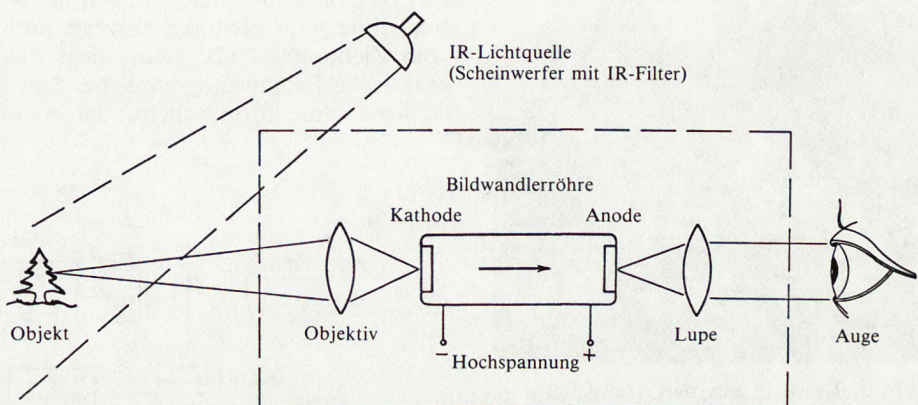 IR-Lichtquelle
(Scheinwerfer mit IR-Filter)
Bildwandlerröhre
Kathode
Anode
Objekt
Objektiv
Lupe
Auge
− Hochspannung +